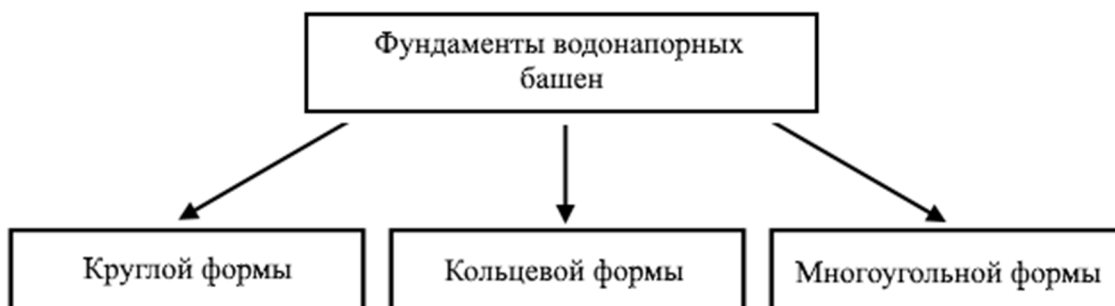 Фундаменты водонапорных
башен
Круглой формы
Кольцевой формы
Многоугольной формы